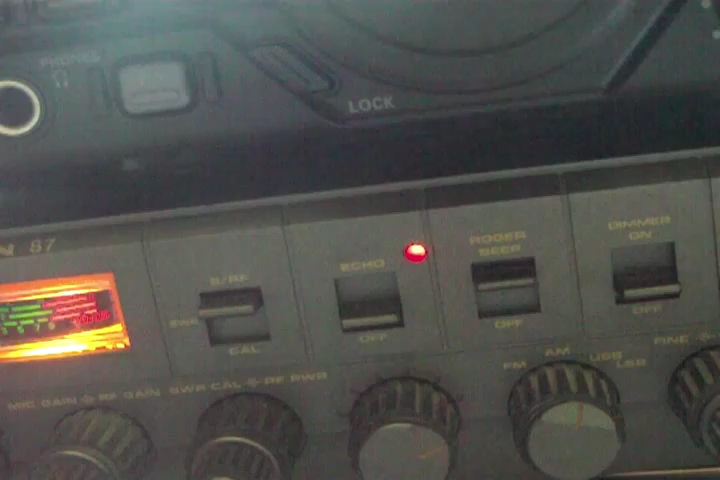 PHONES
LOCK
N 87
S/RF
SWR
CAL
ECHO
OFF
ROGER
BEEP
OFF
DIMMER
ON
OFF
MIC GAIN RF GAIN
SWR CAL RF PWR
FM
AM
USB
LSB
FINE